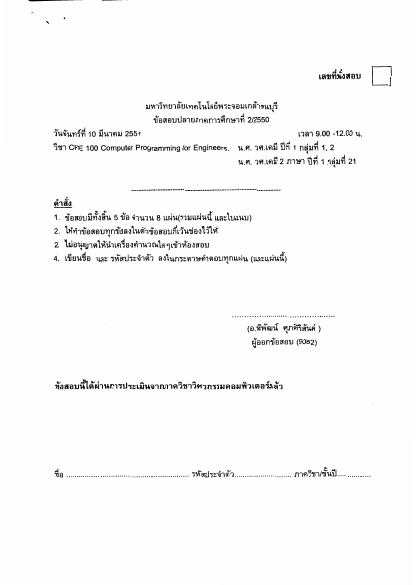 เลขที่นั่งสอบ
มหาวิทยาลัยเทคโนโลยีพระจอมเกล้าธนบุรี
ข้อสอบปลายภาคการศึกษาที่ 2/2550
วันจันทร์ที่ 10 มีนาคม 2551 เวลา 9.00 -12.00 น.
วิชา CPE 100 Computer Programming for Engineers. น.ศ. วศ.เคมี ปีที่ 1 กลุ่มที่ 1, 2
น.ศ. วศ.เคมี 2 ภาษา ปีที่ 1 กลุ่มที่ 21
คำสั่ง
1. ข้อสอบมีทั้งสิ้น 5 ข้อ จำนวน 8 แผ่น(รวมแผ่นนี้ และใบแนบ)
2. ให้ทำข้อสอบทุกข้อลงในตัวข้อสอบที่เว้นช่องไว้ให้
3. ไม่อนุญาตให้นำเครื่องคำนวณใดๆเข้าห้องสอบ
4. เขียนชื่อ และ รหัสประจำตัว ลงในกระดาษคำตอบทุกแผ่น (และแผ่นนี้)
(อ.พิพัฒน์ ศุภศิริสันต์ )
ผู้ออกข้อสอบ (9082)
ข้อสอบนี้ได้ผ่านการประเมินจากภาควิชาวิศวกรรมคอมพิวเตอร์แล้ว
ชื่อ .................................................. รหัสประจำตัว........................ ภาควิชา/ชั้นปี..............